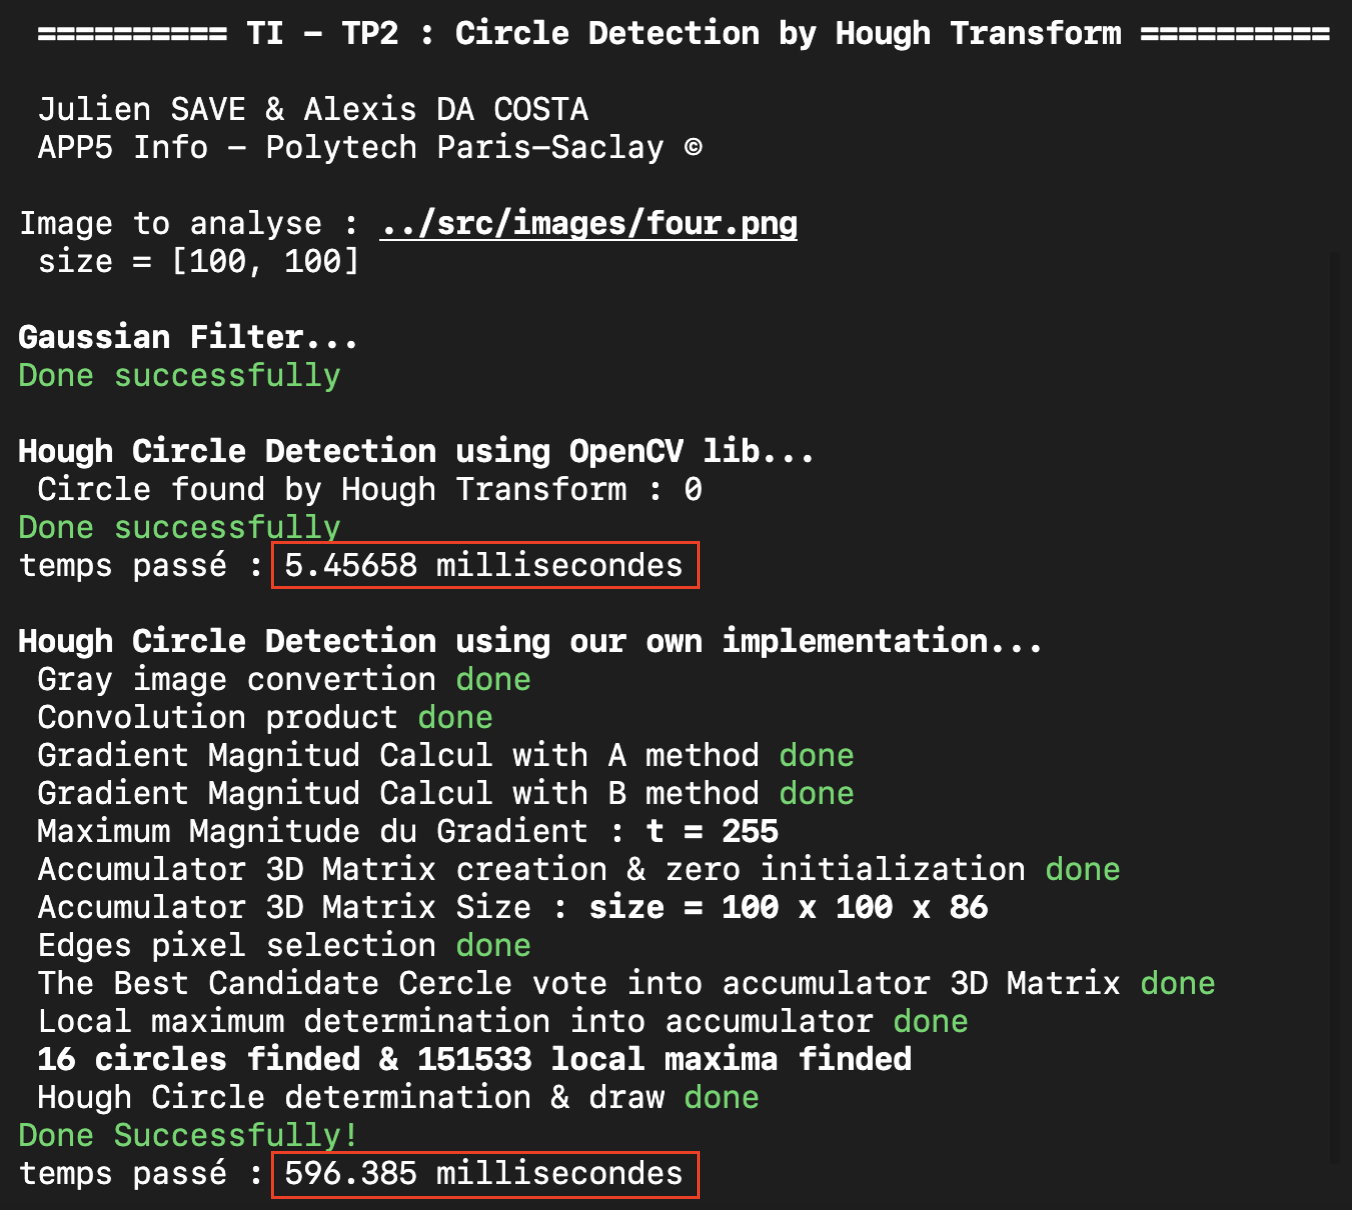 ========== TI - TP2 : Circle Detection by Hough Transform ==========
Julien SAVE & Alexis DA COSTA
APP5 Info - Polytech Paris-Saclay ©
Image to analyse : ../src/images/four.png
size = [100, 100]
Gaussian Filter...
Done successfully
Hough Circle Detection using OpenCV lib...
Circle found by Hough Transform : 0
Done successfully
temps passé : 5.45658 millisecondes
Hough Circle Detection using our own implementation...
Gray image convertion done
Convolution product done
Gradient Magnitud Calcul with A method done
Gradient Magnitud Calcul with B method done
Maximum Magnitude du Gradient : t = 255
Accumulator 3D Matrix creation & zero initialization done
Accumulator 3D Matrix Size : size = 100 x 100 x 86
Edges pixel selection done
The Best Candidate Cercle vote into accumulator 3D Matrix done
Local maximum determination into accumulator done
16 circles finded & 151533 local maxima finded
Hough Circle determination & draw done
Done Successfully!
temps passé : 596.385 millisecondes